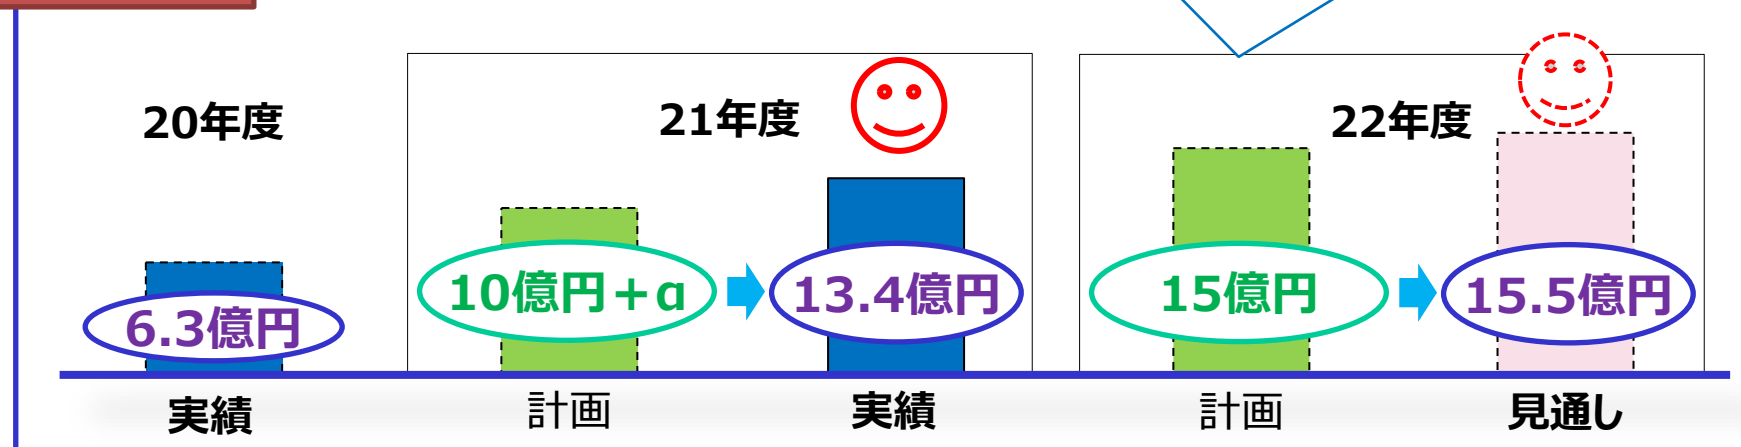 20年度
21年度
22年度
6.3億円
10億円+α
13.4億円
15億円
15.5億円
実績
計画
実績
計画
見通し